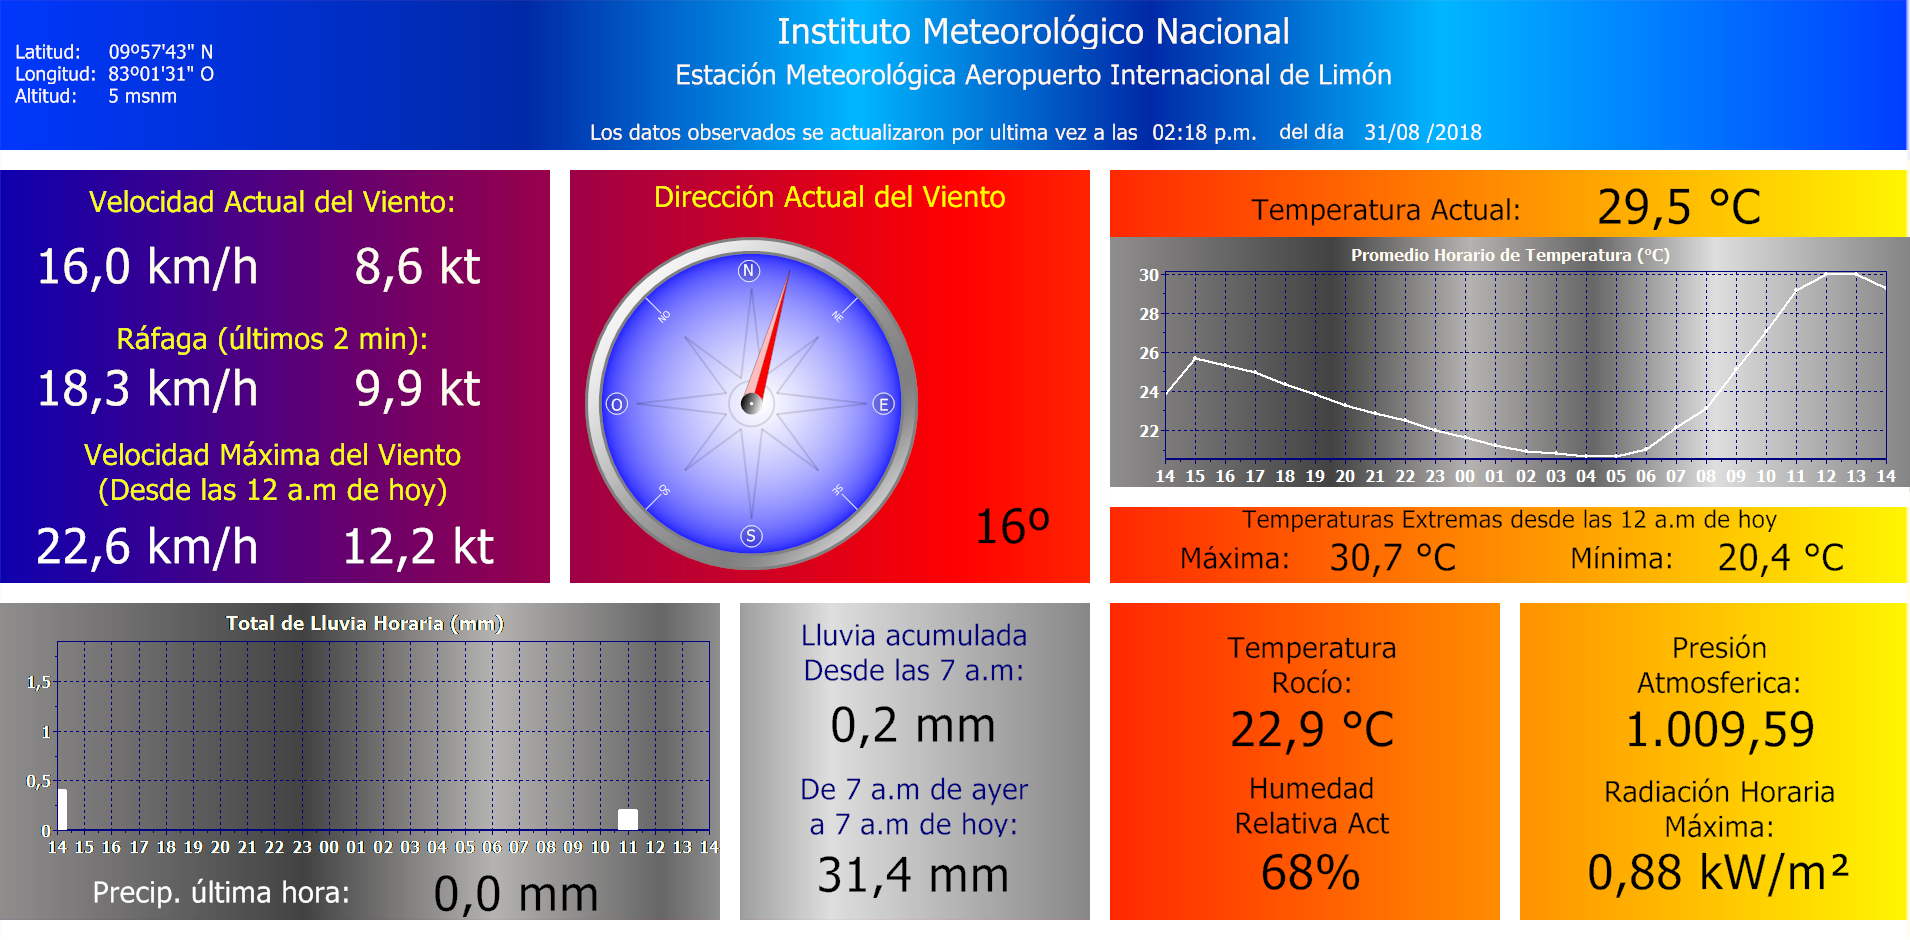 Instituto Meteorológico Nacional
Estación Meteorológica Aeropuerto Internacional de Limón
Latitud: 09º57'43" N
Longitud: 83º01'31" O
Altitud: 5 msnm
Los datos observados se actualizaron por ultima vez a las 02:18 p.m. del día 31/08 /2018
Velocidad Actual del Viento:
16,0 km/h 8,6 kt
Ráfaga (últimos 2 min):
18,3 km/h 9,9 kt
Velocidad Máxima del Viento
(Desde las 12 a.m de hoy)
22,6 km/h 12,2 kt
Dirección Actual del Viento
N
NO NE
O E
SO SE
S
16º
Temperatura Actual: 29,5 °C
Promedio Horario de Temperatura (°C)
30
28
26
24
22
14 15 16 17 18 19 20 21 22 23 00 01 02 03 04 05 06 07 08 09 10 11 12 13 14
Temperaturas Extremas desde las 12 a.m de hoy
Máxima: 30,7 °C Mínima: 20,4 °C
Total de Lluvia Horaria (mm)
1,5
1
0,5
0
14 15 16 17 18 19 20 21 22 23 00 01 02 03 04 05 06 07 08 09 10 11 12 13 14
Precip. última hora: 0,0 mm
Lluvia acumulada
Desde las 7 a.m:
0,2 mm
De 7 a.m de ayer
a 7 a.m de hoy:
31,4 mm
Temperatura
Rocío:
22,9 °C
Humedad
Relativa Act
68%
Presión
Atmosferica:
1.009,59
Radiación Horaria
Máxima:
0,88 kW/m²